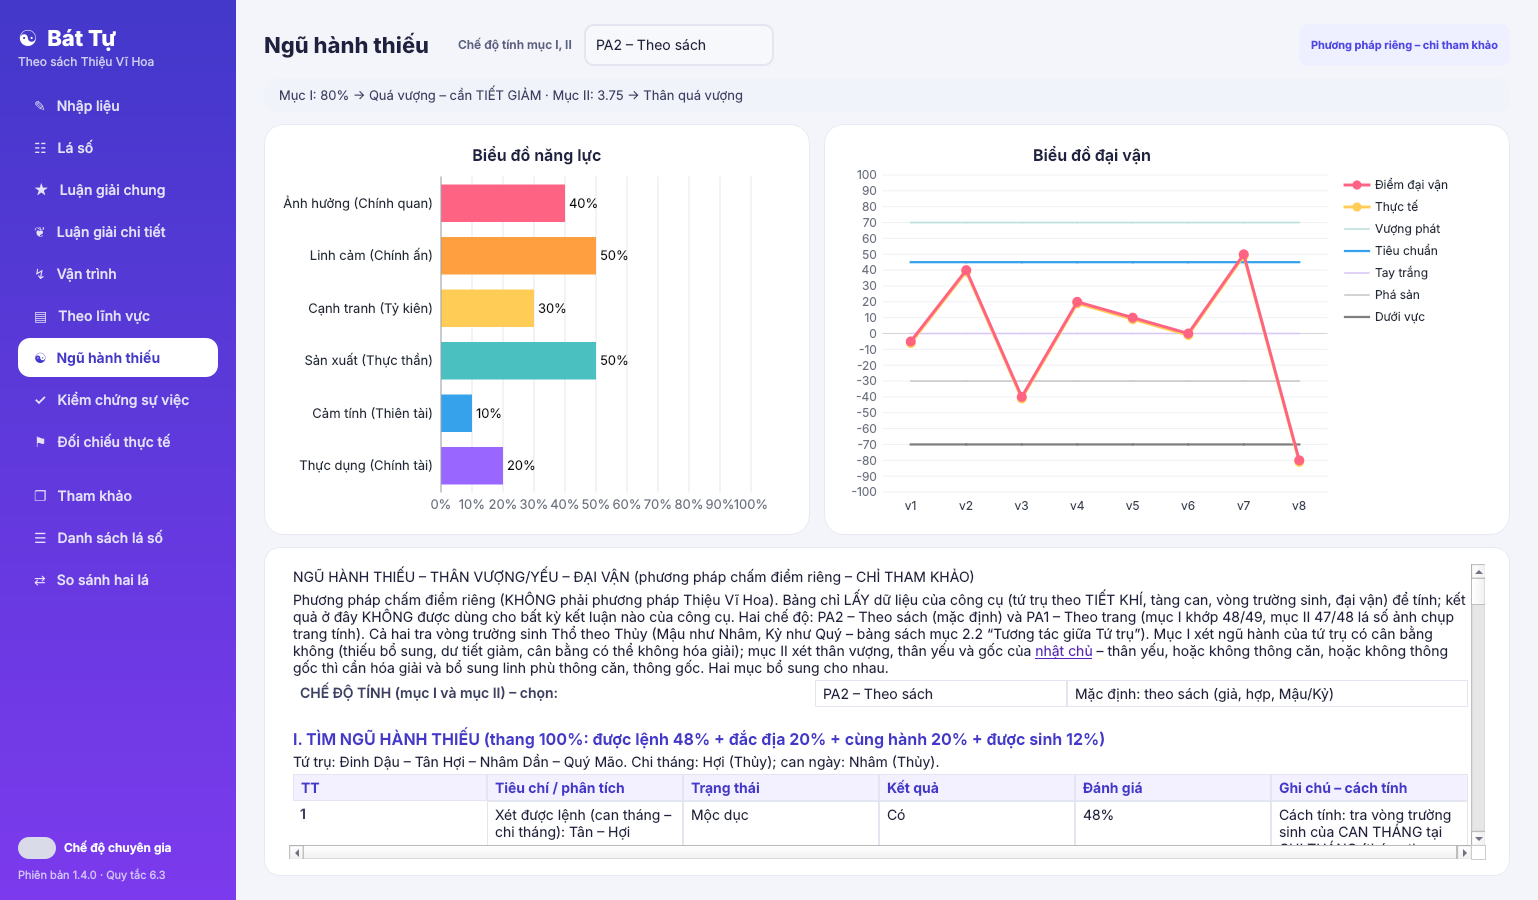 ☯ Bát Tự
Theo sách Thiệu Vĩ Hoa
Nhập liệu
Lá số
Luận giải chung
Luận giải chi tiết
Vận trình
Theo lĩnh vực
Ngũ hành thiếu
Kiểm chứng sự việc
Đối chiếu thực tế
Tham khảo
Danh sách lá số
So sánh hai lá
Chế độ chuyên gia
Phiên bản 1.4.0 · Quy tắc 6.3
Ngũ hành thiếu
Chế độ tính mục I, II
PA2 – Theo sách
Phương pháp riêng – chỉ tham khảo
Mục I: 80% → Quá vượng – cần TIẾT GIẢM · Mục II: 3.75 → Thân quá vượng
Biểu đồ năng lực
Ảnh hưởng (Chính quan) 40%
Linh cảm (Chính ấn) 50%
Cạnh tranh (Tỷ kiên) 30%
Sản xuất (Thực thần) 50%
Cảm tính (Thiên tài) 10%
Thực dụng (Chính tài) 20%
0% 10% 20% 30% 40% 50% 60% 70% 80% 90% 100%
Biểu đồ đại vận
100
90
80
70
60
50
40
30
20
10
0
-10
-20
-30
-40
-50
-60
-70
-80
-90
-100
v1 v2 v3 v4 v5 v6 v7 v8
Điểm đại vận
Thực tế
Vượng phát
Tiêu chuẩn
Tay trắng
Phá sản
Dưới vực
NGŨ HÀNH THIẾU – THÂN VƯỢNG/YẾU – ĐẠI VẬN (phương pháp chấm điểm riêng – CHỈ THAM KHẢO)
Phương pháp chấm điểm riêng (KHÔNG phải phương pháp Thiệu Vĩ Hoa). Bảng chỉ LẤY dữ liệu của công cụ (tứ trụ theo TIẾT KHÍ, tàng can, vòng trường sinh, đại vận) để tính; kết
quả ở đây KHÔNG được dùng cho bất kỳ kết luận nào của công cụ. Hai chế độ: PA2 – Theo sách (mặc định) và PA1 – Theo trang (mục I khớp 48/49, mục II 47/48 lá số ảnh chụp
trang tính). Cả hai tra vòng trường sinh Thổ theo Thủy (Mậu như Nhâm, Kỷ như Quý – bảng sách mục 2.2 “Tương tác giữa Tứ trụ”). Mục I xét ngũ hành của tứ trụ có cân bằng
không (thiếu bổ sung, dư tiết giảm, cân bằng có thể không hóa giải); mục II xét thân vượng, thân yếu và gốc của nhật chủ – thân yếu, hoặc không thông căn, hoặc không thông
gốc thì cần hóa giải và bổ sung linh phù thông căn, thông gốc. Hai mục bổ sung cho nhau.
CHẾ ĐỘ TÍNH (mục I và mục II) – chọn: PA2 – Theo sách Mặc định: theo sách (giả, hợp, Mậu/Kỷ)
I. TÌM NGŨ HÀNH THIẾU (thang 100%: được lệnh 48% + đắc địa 20% + cùng hành 20% + được sinh 12%)
Tứ trụ: Đinh Dậu – Tân Hợi – Nhâm Dần – Quý Mão. Chi tháng: Hợi (Thủy); can ngày: Nhâm (Thủy).
TT Tiêu chí / phân tích Trạng thái Kết quả Đánh giá Ghi chú – cách tính
1 Xét được lệnh (can tháng – Mộc dục Có 48% Cách tính: tra vòng trường
chi tháng): Tân – Hợi sinh của CAN THÁNG tại